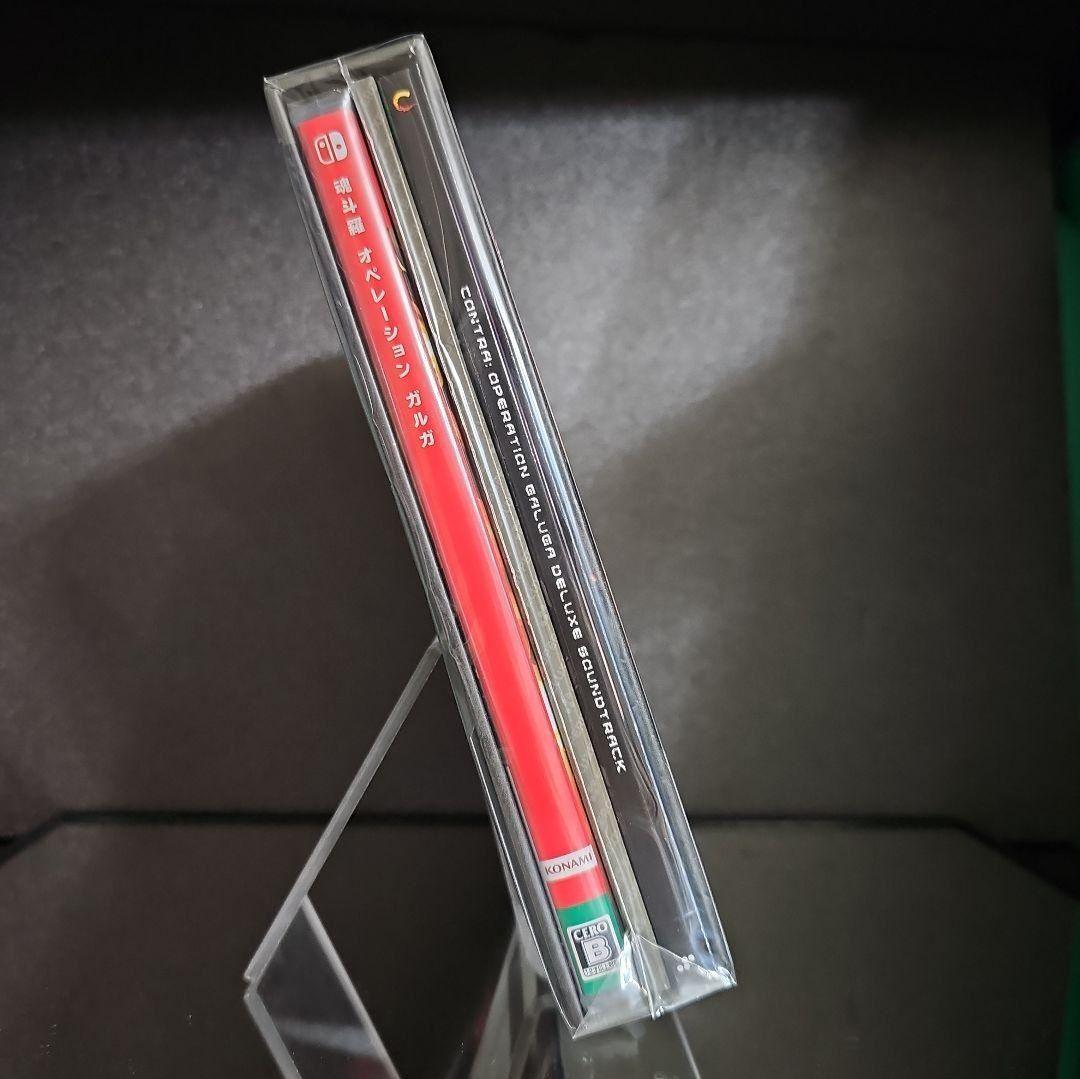 魂斗羅 オペレーション ガルガ
KONAMI
CERO
B
C
CONTRA: OPERATION GALUGA DELUXE SOUNDTRACK